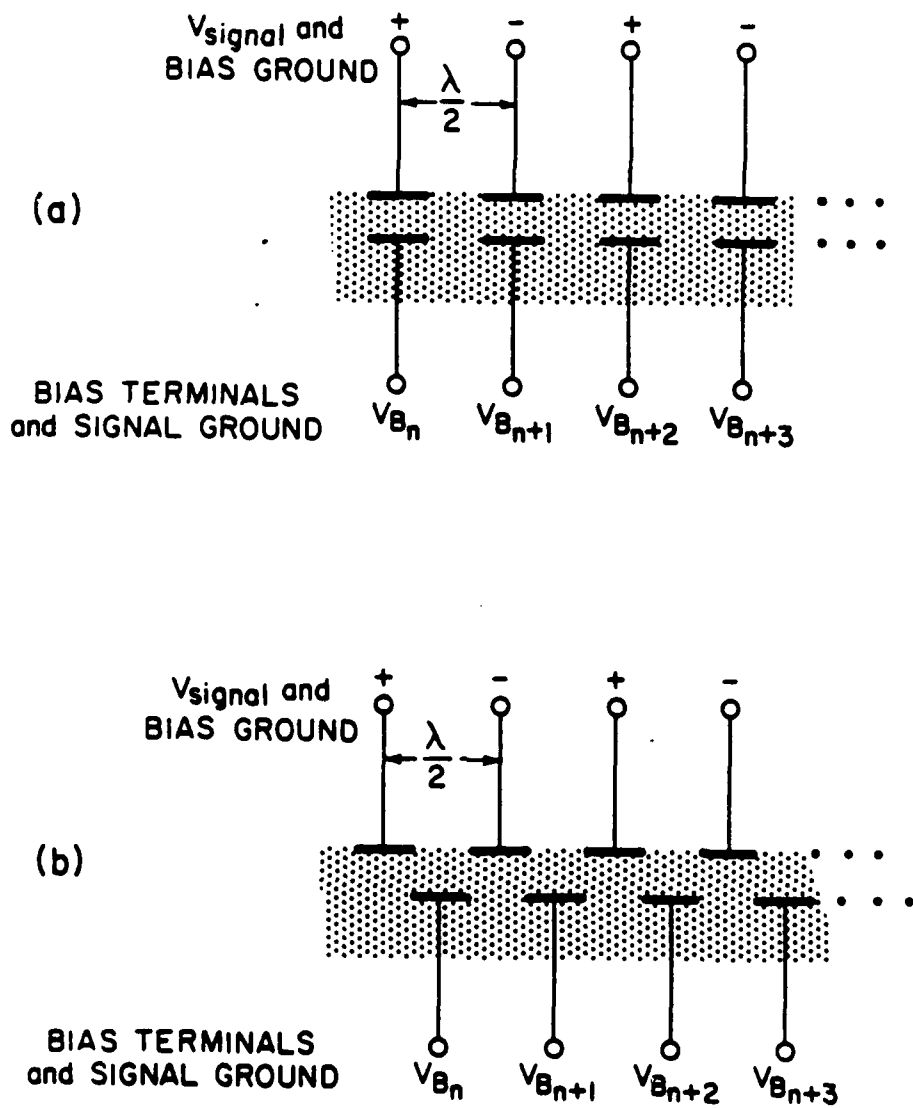 + - + -
Vsignal and
BIAS GROUND
λ/2
(a)
. . .
. . .
BIAS TERMINALS
and SIGNAL GROUND
VBn VBn+1 VBn+2 VBn+3
+ - + -
Vsignal and
BIAS GROUND
λ/2
(b)
. . .
. . .
BIAS TERMINALS
and SIGNAL GROUND
VBn VBn+1 VBn+2 VBn+3